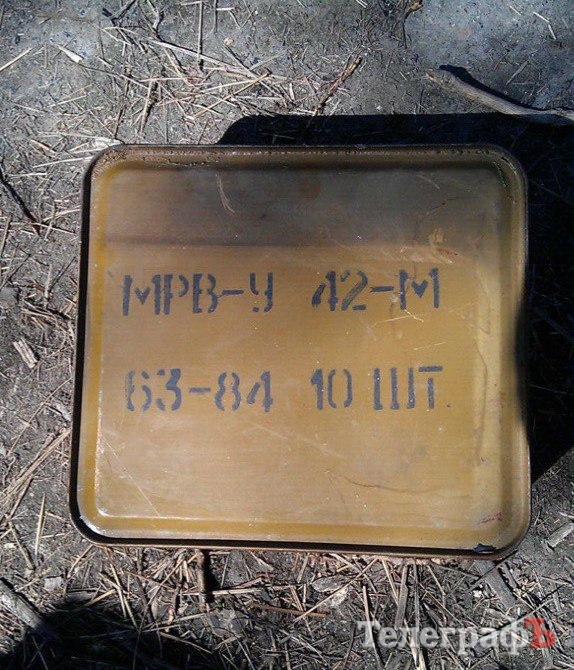 МРВ-У 42-М
63-84 10 ШТ.
ТелеграфЪ